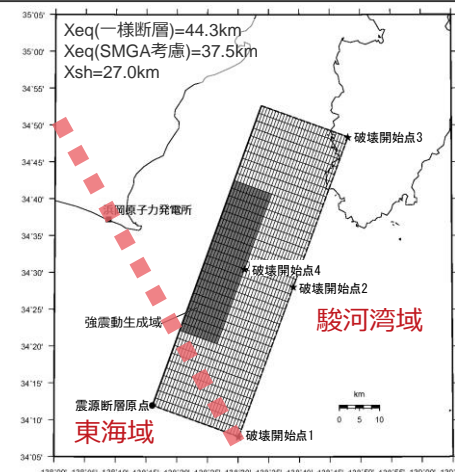 Xeq(一様断層)=44.3km
Xeq(SMGA考慮)=37.5km
Xsh=27.0km
35°05'
35°00'
34°55'
34°50'
34°45'
34°40'
34°35'
34°30'
34°25'
34°20'
34°15'
34°10'
34°05'
破壊開始点3
浜岡原子力発電所
破壊開始点4
破壊開始点2
強震動生成域
駿河湾域
km
0 5 10
震源断層原点
東海域
破壊開始点1